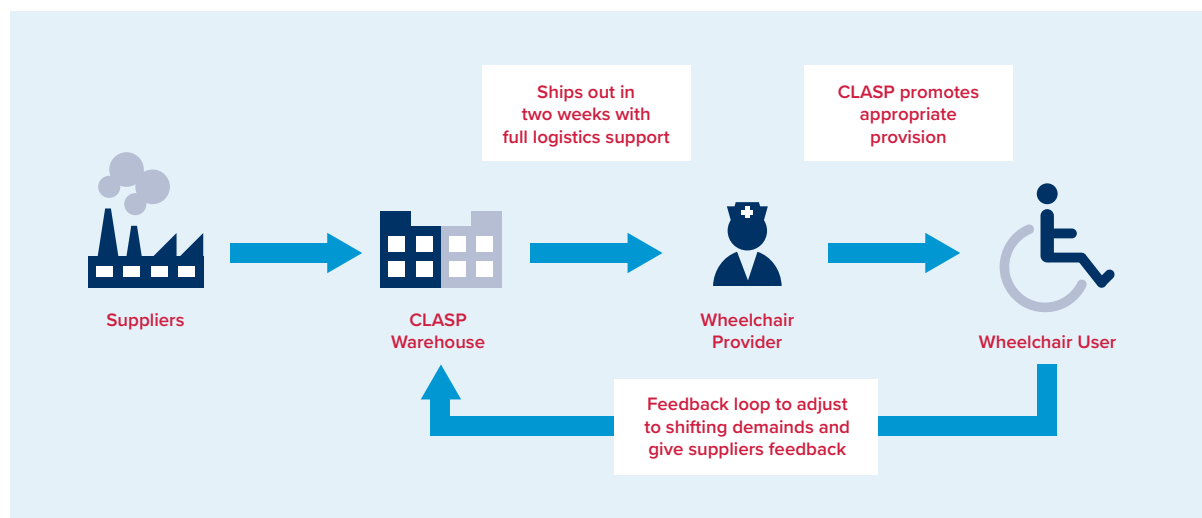 Ships out in
two weeks with
full logistics support
CLASP promotes
appropriate
provision
Suppliers
CLASP
Warehouse
Wheelchair
Provider
Wheelchair User
Feedback loop to adjust
to shifting demainds and
give suppliers feedback